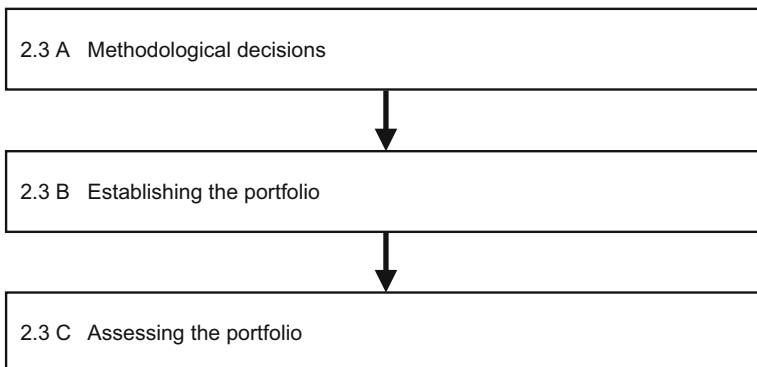 2.3 A Methodological decisions
2.3 B Establishing the portfolio
2.3 C Assessing the portfolio